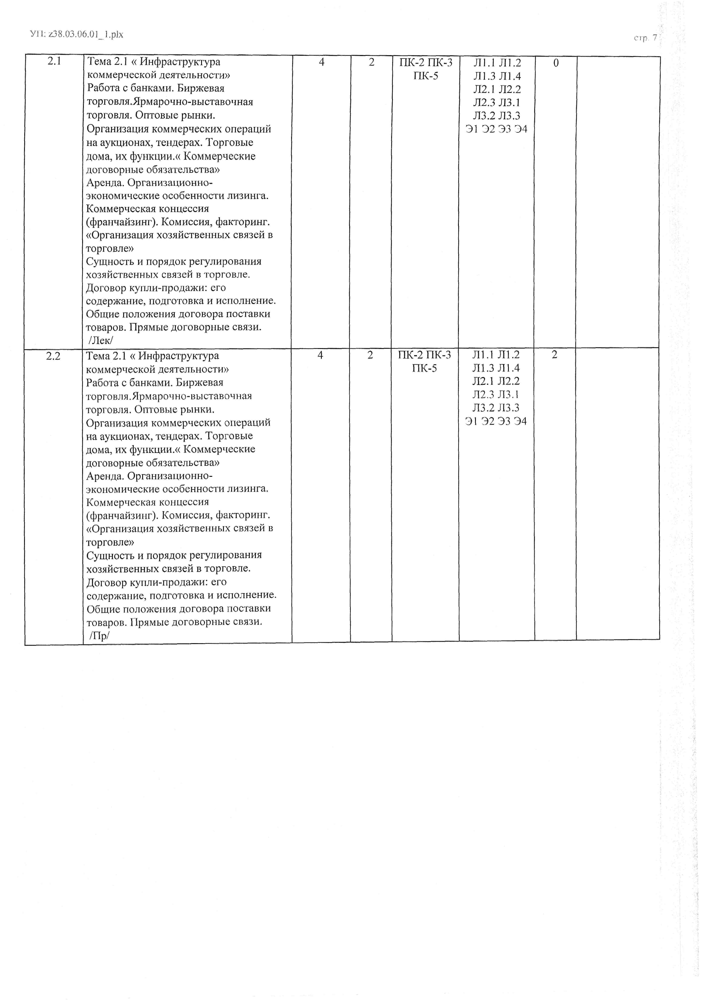 УП: z38.03.06.01_1.plx
стр. 7
2.1
Тема 2.1 « Инфраструктура
коммерческой деятельности»
Работа с банками. Биржевая
торговля.Ярмарочно-выставочная
торговля. Оптовые рынки.
Организация коммерческих операций
на аукционах, тендерах. Торговые
дома, их функции.« Коммерческие
договорные обязательства»
Аренда. Организационно-
экономические особенности лизинга.
Коммерческая концессия
(франчайзинг). Комиссия, факторинг.
«Организация хозяйственных связей в
торговле»
Сущность и порядок регулирования
хозяйственных связей в торговле.
Договор купли-продажи: его
содержание, подготовка и исполнение.
Общие положения договора поставки
товаров. Прямые договорные связи.
/Лек/
4
2
ПК-2 ПК-3
ПК-5
Л1.1 Л1.2
Л1.3 Л1.4
Л2.1 Л2.2
Л2.3 Л3.1
Л3.2 Л3.3
Э1 Э2 Э3 Э4
0
2.2
Тема 2.1 « Инфраструктура
коммерческой деятельности»
Работа с банками. Биржевая
торговля.Ярмарочно-выставочная
торговля. Оптовые рынки.
Организация коммерческих операций
на аукционах, тендерах. Торговые
дома, их функции.« Коммерческие
договорные обязательства»
Аренда. Организационно-
экономические особенности лизинга.
Коммерческая концессия
(франчайзинг). Комиссия, факторинг.
«Организация хозяйственных связей в
торговле»
Сущность и порядок регулирования
хозяйственных связей в торговле.
Договор купли-продажи: его
содержание, подготовка и исполнение.
Общие положения договора поставки
товаров. Прямые договорные связи.
/Пр/
4
2
ПК-2 ПК-3
ПК-5
Л1.1 Л1.2
Л1.3 Л1.4
Л2.1 Л2.2
Л2.3 Л3.1
Л3.2 Л3.3
Э1 Э2 Э3 Э4
2